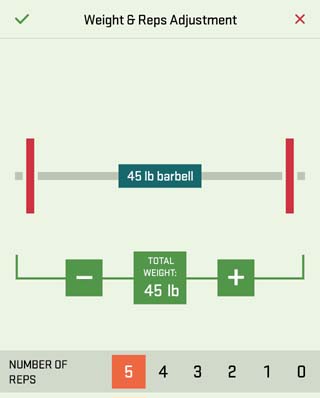 Weight & Reps Adjustment
45 lb barbell
TOTAL
WEIGHT:
45 lb
NUMBER OF
REPS
5 4 3 2 1 0